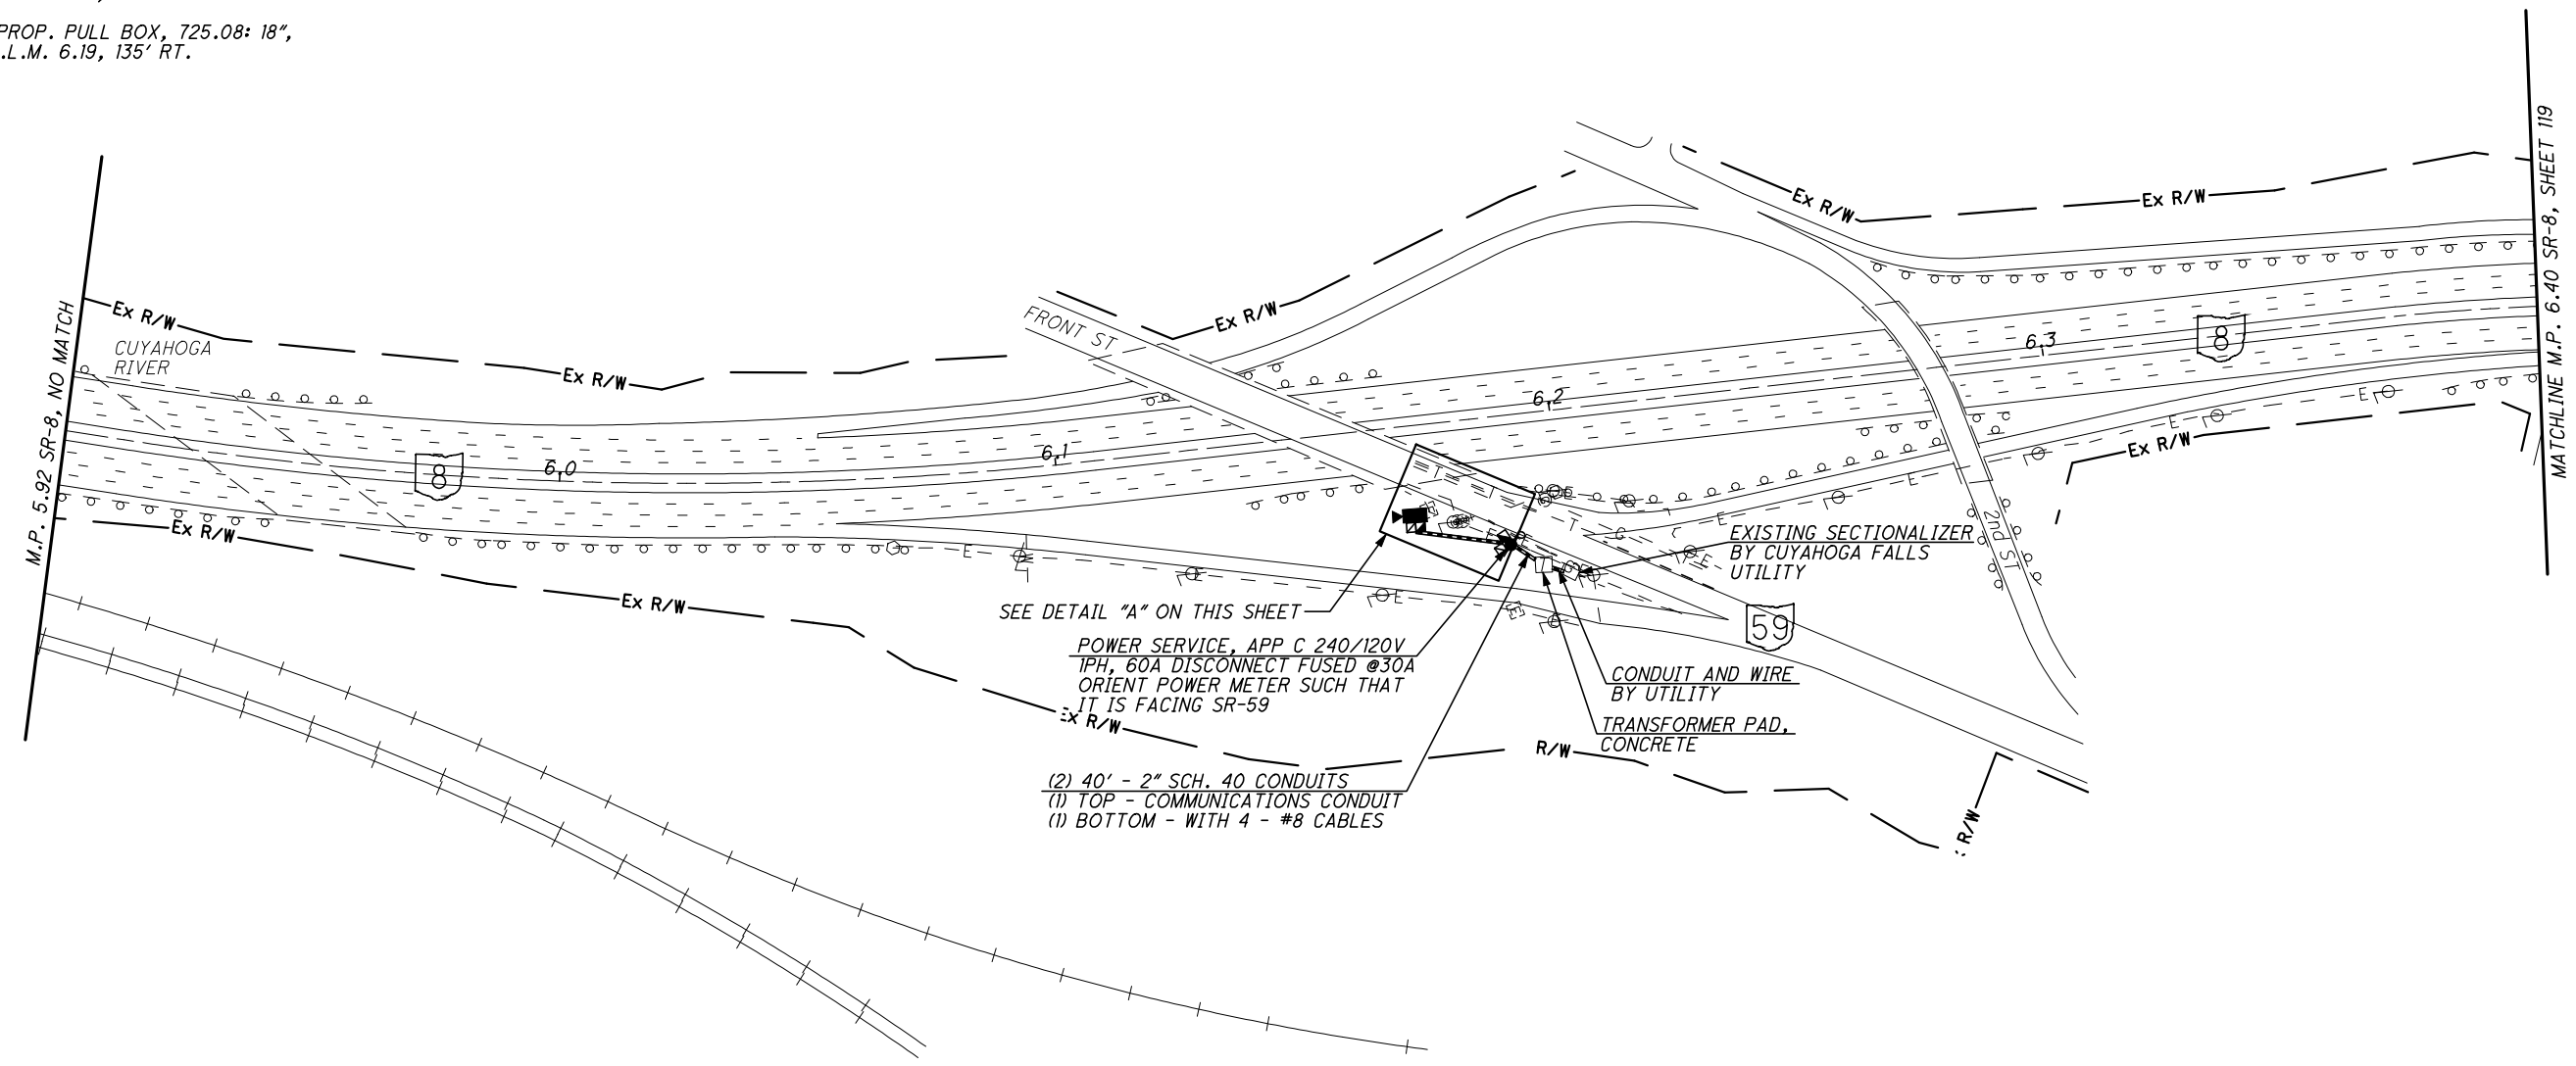 PROP. PULL BOX, 725.08: 18",
.L.M. 6.19, 135' RT.
MATCHLINE M.P. 6.40 SR-8, SHEET 119
M.P. 5.92 SR-8, NO MATCH
Ex R/W
Ex R/W
Ex R/W
Ex R/W
Ex R/W
CUYAHOGA
RIVER
FRONT ST
6.3
8
6.2
6.1
6.0
8
E
E
Ex R/W
Ex R/W
2nd ST
E
E
E
T
T
G
E
E
EXISTING SECTIONALIZER
BY CUYAHOGA FALLS
UTILITY
Ex R/W
E
SEE DETAIL "A" ON THIS SHEET
59
POWER SERVICE, APP C 240/120V
1PH, 60A DISCONNECT FUSED @30A
ORIENT POWER METER SUCH THAT
IT IS FACING SR-59
CONDUIT AND WIRE
BY UTILITY
Ex R/W
TRANSFORMER PAD,
CONCRETE
R/W
(2) 40' - 2" SCH. 40 CONDUITS
(1) TOP - COMMUNICATIONS CONDUIT
(1) BOTTOM - WITH 4 - #8 CABLES
R/W